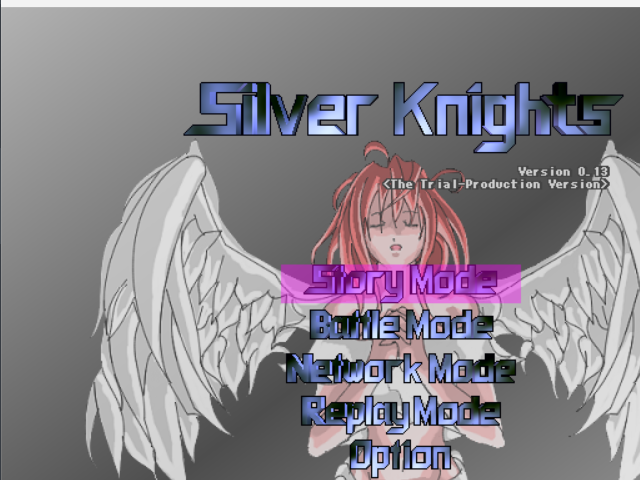 Silver Knights
Version 0.13
<The Trial-Production Version>
Story Mode
Battle Mode
Network Mode
Replay Mode
Option